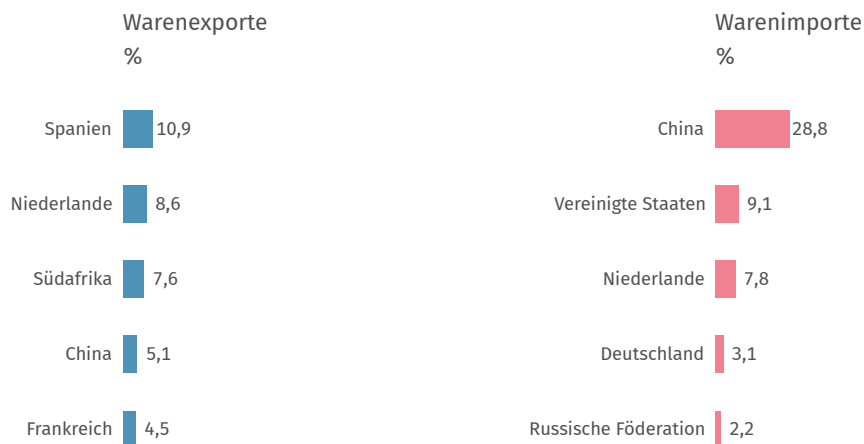 Warenexporte
%
Spanien 10,9
Niederlande 8,6
Südafrika 7,6
China 5,1
Frankreich 4,5
Warenimporte
%
China 28,8
Vereinigte Staaten 9,1
Niederlande 7,8
Deutschland 3,1
Russische Föderation 2,2